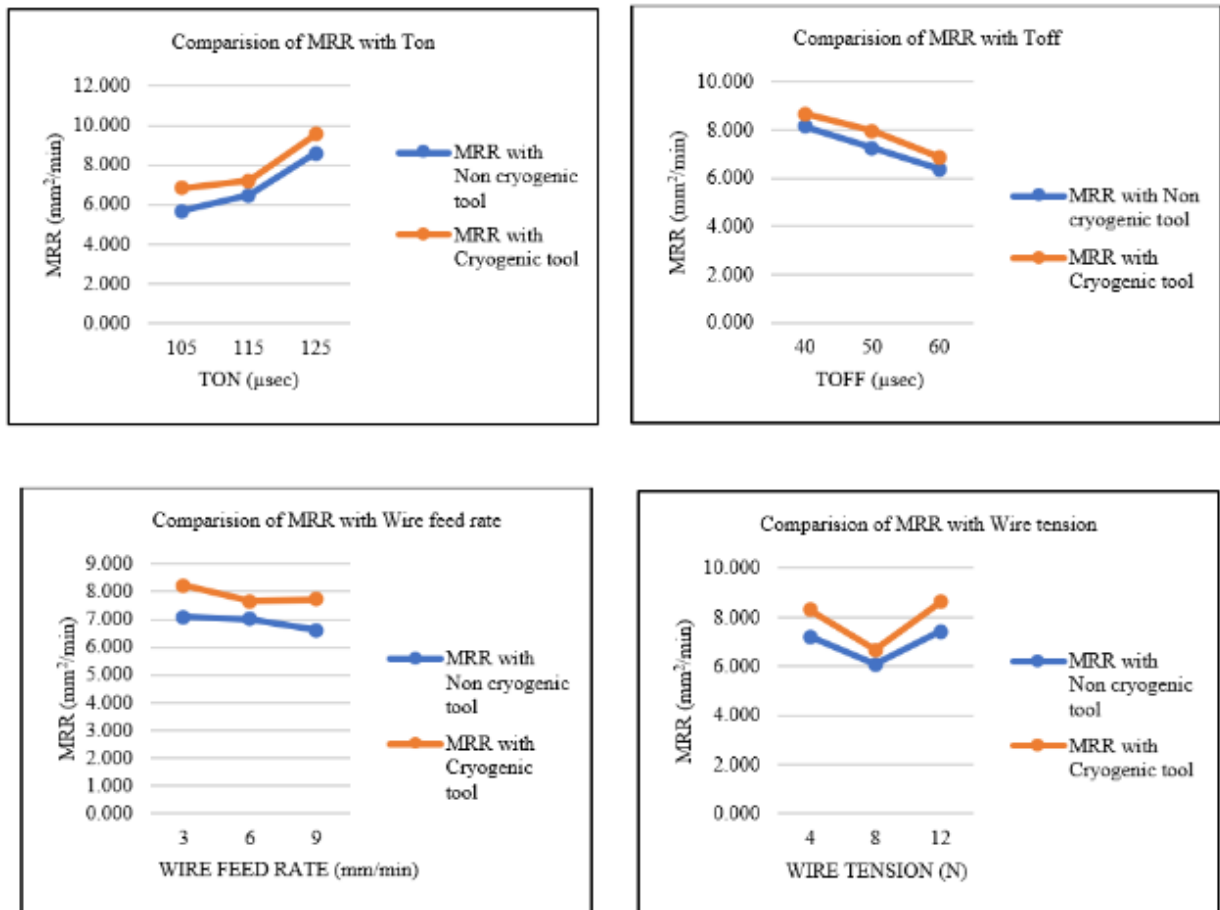 Comparision of MRR with Ton
12.000
10.000
8.000
6.000
4.000
2.000
0.000
MRR (mm²/min)
105 115 125
TON (µsec)
MRR with
Non cryogenic
tool
MRR with
Cryogenic tool
Comparision of MRR with Toff
10.000
8.000
6.000
4.000
2.000
0.000
MRR (mm²/min)
40 50 60
TOFF (µsec)
MRR with Non
cryogenic tool
MRR with
Cryogenic tool
Comparision of MRR with Wire feed rate
9.000
8.000
7.000
6.000
5.000
4.000
3.000
2.000
1.000
0.000
MRR (mm²/min)
3 6 9
WIRE FEED RATE (mm/min)
MRR with
Non cryogenic
tool
MRR with
Cryogenic
tool
Comparision of MRR with Wire tension
10.000
8.000
6.000
4.000
2.000
0.000
MRR (mm²/min)
4 8 12
WIRE TENSION (N)
MRR with
Non cryogenic
tool
MRR with
Cryogenic tool